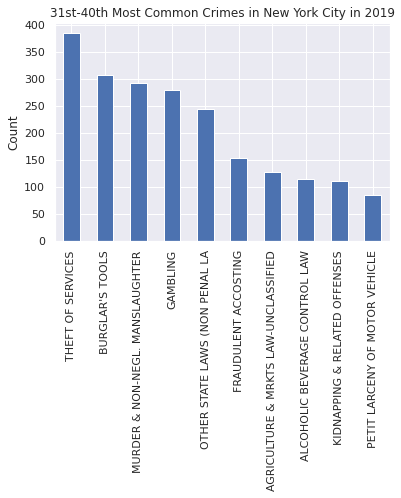 31st-40th Most Common Crimes in New York City in 2019
400
350
300
250
200
150
100
50
0
Count
THEFT OF SERVICES
BURGLAR'S TOOLS
MURDER & NON-NEGL. MANSLAUGHTER
GAMBLING
OTHER STATE LAWS (NON PENAL LA
FRAUDULENT ACCOSTING
AGRICULTURE & MRKTS LAW-UNCLASSIFIED
ALCOHOLIC BEVERAGE CONTROL LAW
KIDNAPPING & RELATED OFFENSES
PETIT LARCENY OF MOTOR VEHICLE